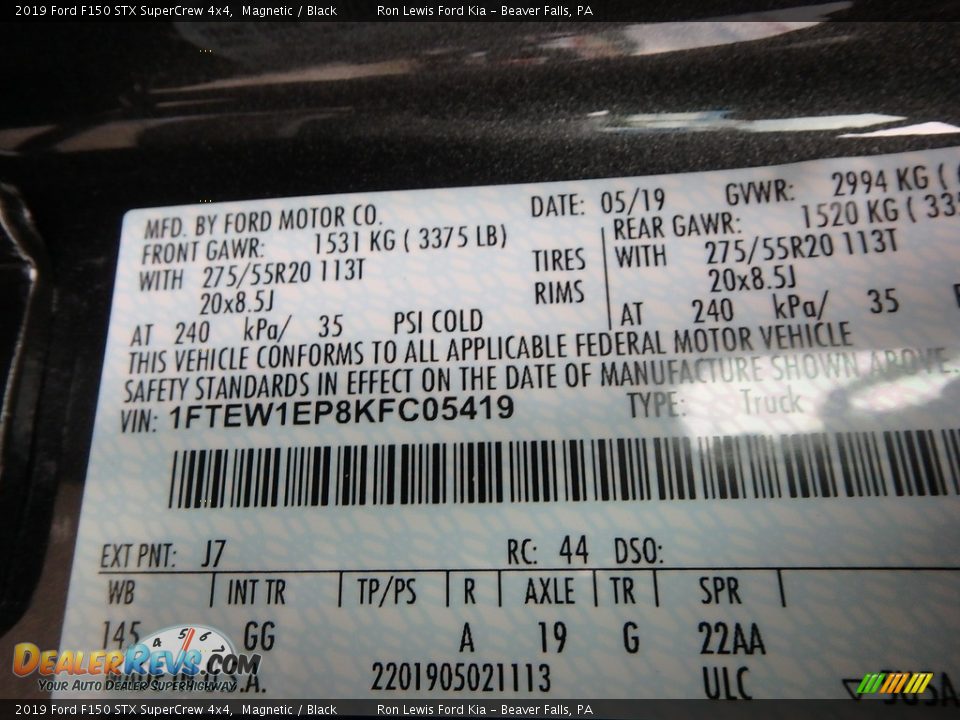 2019 Ford F150 STX SuperCrew 4x4, Magnetic / Black Ron Lewis Ford Kia - Beaver Falls, PA
MFD. BY FORD MOTOR CO. DATE: 05/19 GVWR: 2994 KG (
FRONT GAWR: 1531 KG ( 3375 LB) REAR GAWR: 1520 KG ( 335
WITH 275/55R20 113T TIRES WITH 275/55R20 113T
20x8.5J RIMS 20x8.5J
AT 240 kPa/ 35 PSI COLD AT 240 kPa/ 35
THIS VEHICLE CONFORMS TO ALL APPLICABLE FEDERAL MOTOR VEHICLE
SAFETY STANDARDS IN EFFECT ON THE DATE OF MANUFACTURE SHOWN ABOVE.
VIN: 1FTEW1EP8KFC05419 TYPE: Truck
EXT PNT: J7 RC: 44 DSO:
WB INT TR TP/PS R AXLE TR SPR
145 GG A 19 G 22AA
2201905021113 ULC
4 5 6
DealerRevs.com
Your Auto Dealer SuperHighway
2019 Ford F150 STX SuperCrew 4x4, Magnetic / Black Ron Lewis Ford Kia - Beaver Falls, PA